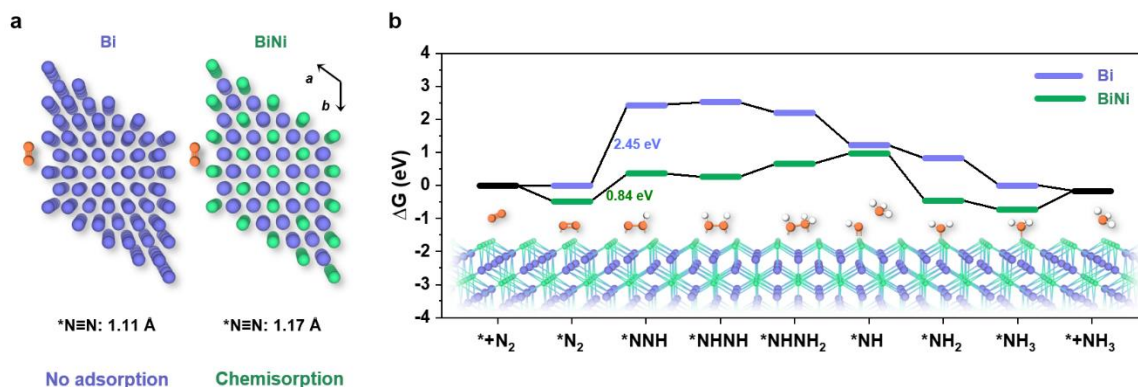 a
Bi
BiNi
a
b
*N≡N: 1.11 Å
*N≡N: 1.17 Å
No adsorption
Chemisorption
b
ΔG (eV)
4
3
2
1
0
-1
-2
-3
-4
Bi
BiNi
2.45 eV
0.84 eV
*+N₂
*N₂
*NNH
*NHNH
*NHNH₂
*NH
*NH₂
*NH₃
*+NH₃